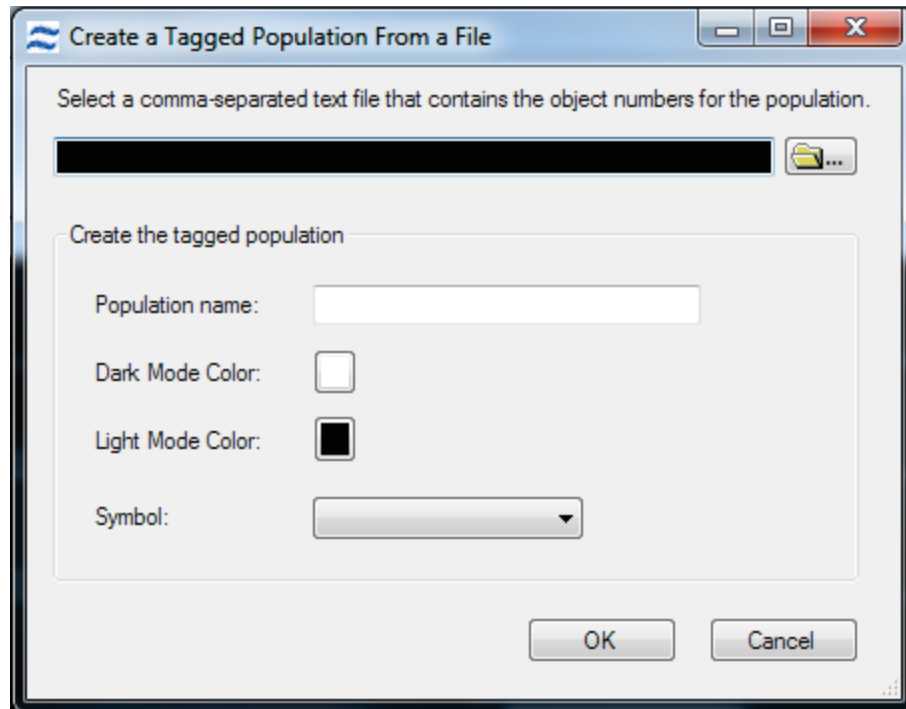 Create a Tagged Population From a File
Select a comma-separated text file that contains the object numbers for the population.
...
Create the tagged population
Population name:
Dark Mode Color:
Light Mode Color:
Symbol:
OK Cancel